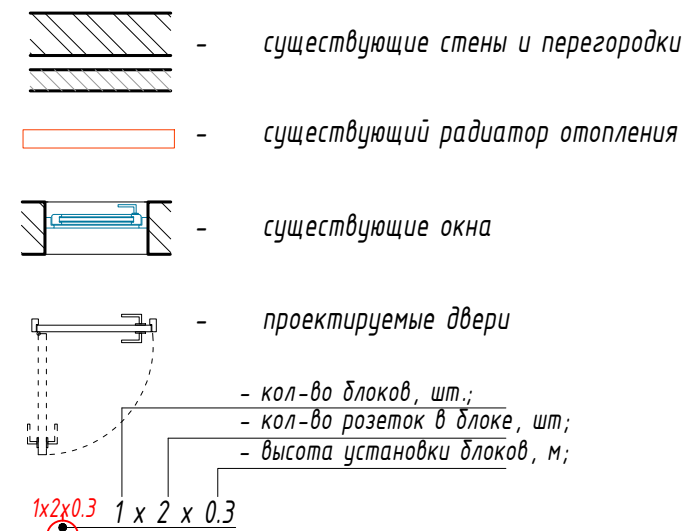 - существующие стены и перегородки
- существующий радиатор отопления
- существующие окна
- проектируемые двери
- кол-во блоков, шт.;
- кол-во розеток в блоке, шт;
- высота установки блоков, м;
1х2х0.3 1 х 2 х 0.3